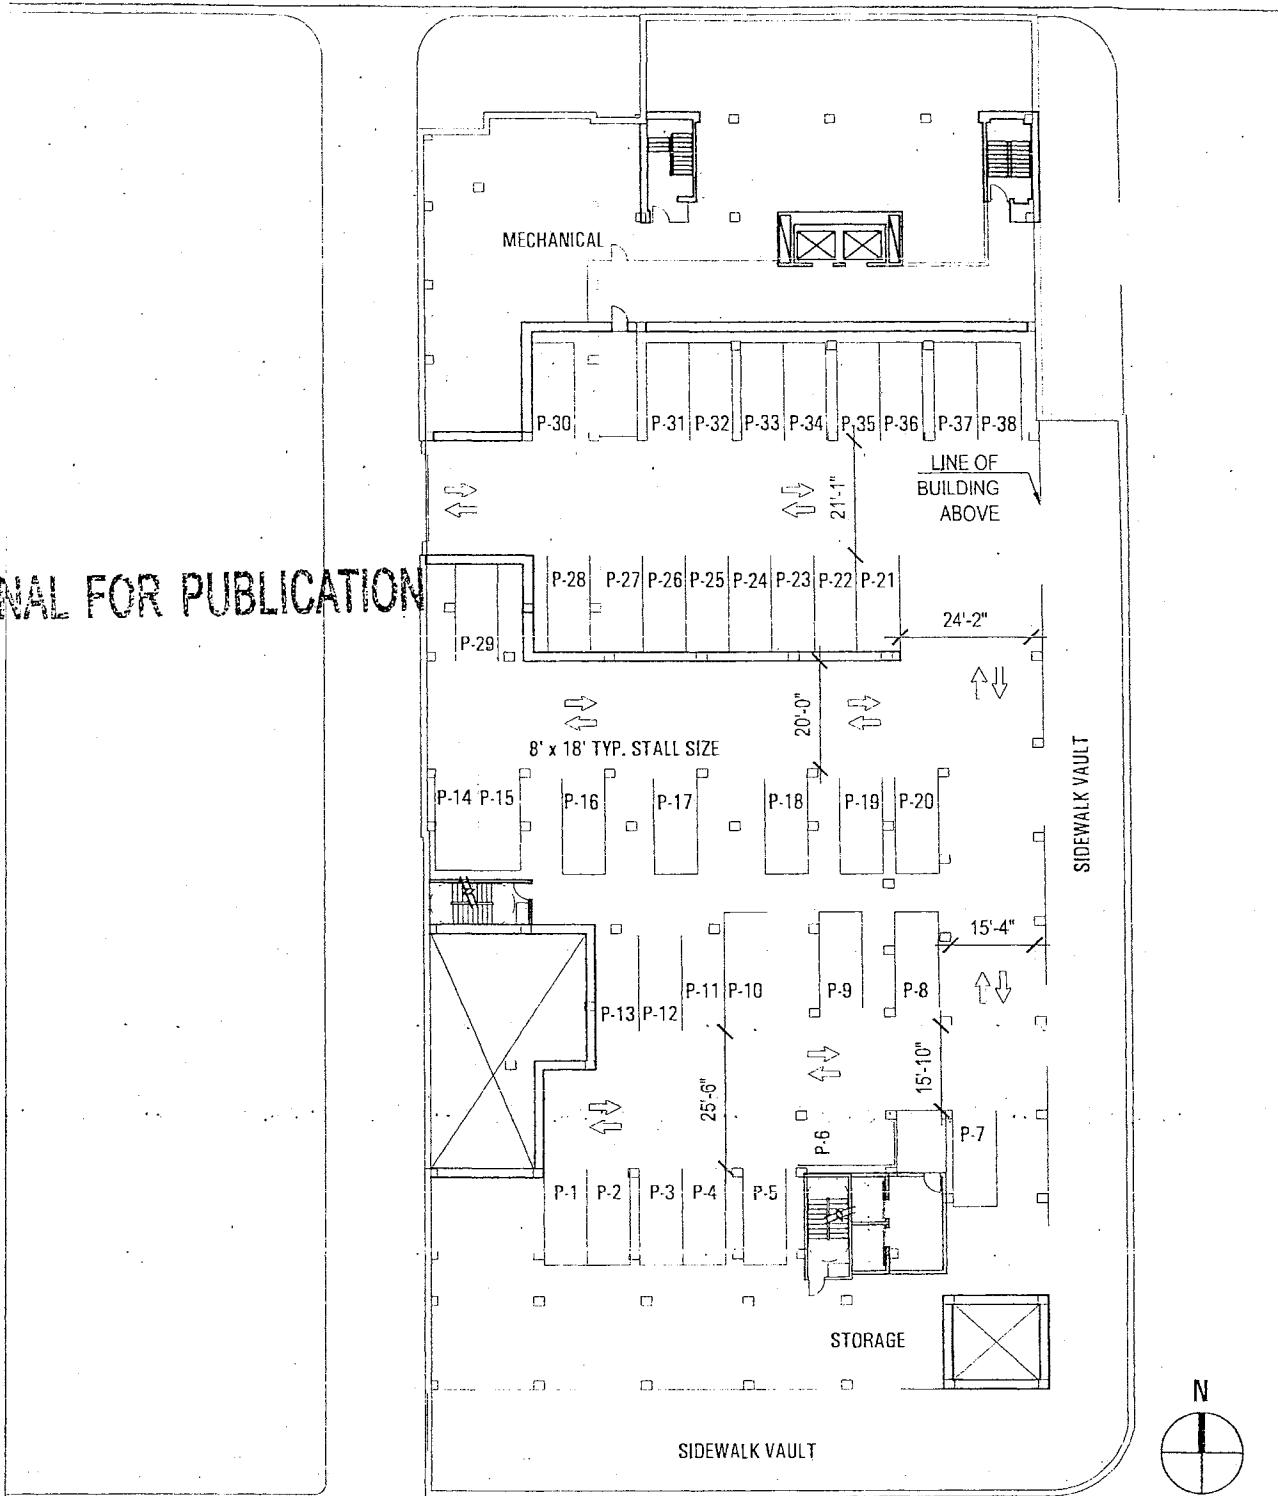 MECHANICAL
P-30
P-31
P-32
P-33
P-34
P-35
P-36
P-37
P-38
LINE OF
BUILDING
ABOVE
21'-1"
NAL FOR PUBLICATION
P-28
P-27
P-26
P-25
P-24
P-23
P-22
P-21
P-29
24'-2"
20'-0"
8' x 18' TYP. STALL SIZE
SIDEWALK VAULT
P-14
P-15
P-16
P-17
P-18
P-19
P-20
15'-4"
P-13
P-12
P-11
P-10
P-9
P-8
25'-6"
15'-10"
P-6
P-7
P-1
P-2
P-3
P-4
P-5
STORAGE
SIDEWALK VAULT
N